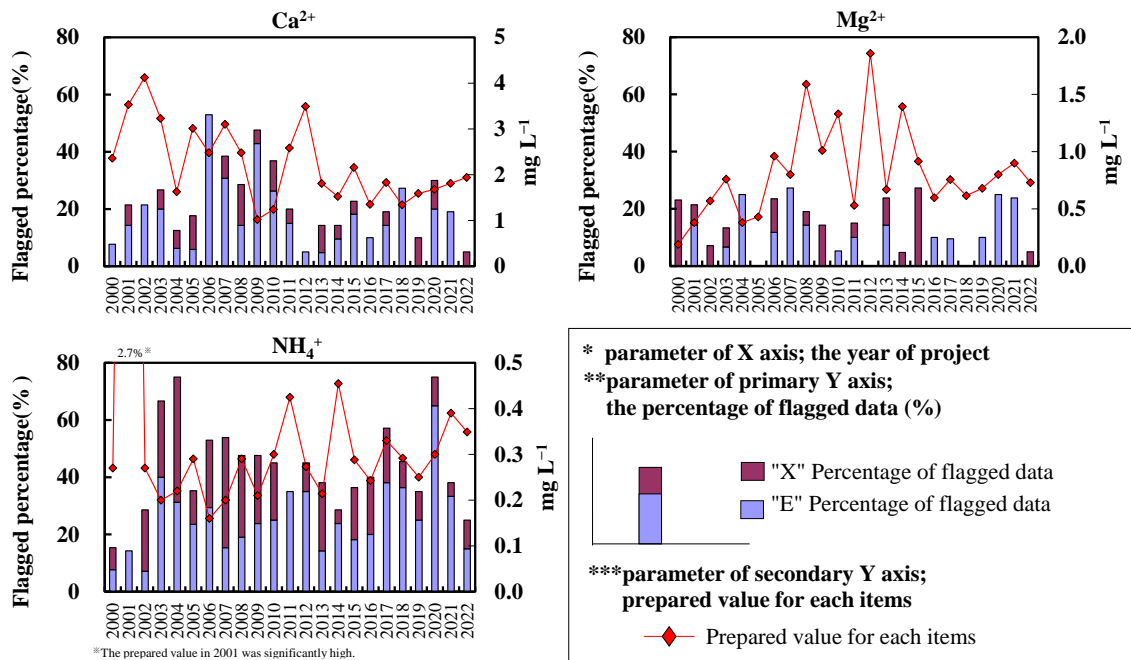 Ca²⁺
Flagged percentage(%)
80
60
40
20
0
5
4
3
2
1
0
mg L⁻¹
2000 2001 2002 2003 2004 2005 2006 2007 2008 2009 2010 2011 2012 2013 2014 2015 2016 2017 2018 2019 2020 2021 2022
Mg²⁺
Flagged percentage(%)
80
60
40
20
0
2.0
1.5
1.0
0.5
0.0
mg L⁻¹
2000 2001 2002 2003 2004 2005 2006 2007 2008 2009 2010 2011 2012 2013 2014 2015 2016 2017 2018 2019 2020 2021 2022
NH₄⁺
2.7%※
Flagged percentage(%)
80
60
40
20
0
0.5
0.4
0.3
0.2
0.1
0.0
mg L⁻¹
2000 2001 2002 2003 2004 2005 2006 2007 2008 2009 2010 2011 2012 2013 2014 2015 2016 2017 2018 2019 2020 2021 2022
※The prepared value in 2001 was significantly high.
* parameter of X axis; the year of project
**parameter of primary Y axis;
the percentage of flagged data (%)
"X" Percentage of flagged data
"E" Percentage of flagged data
***parameter of secondary Y axis;
prepared value for each items
Prepared value for each items